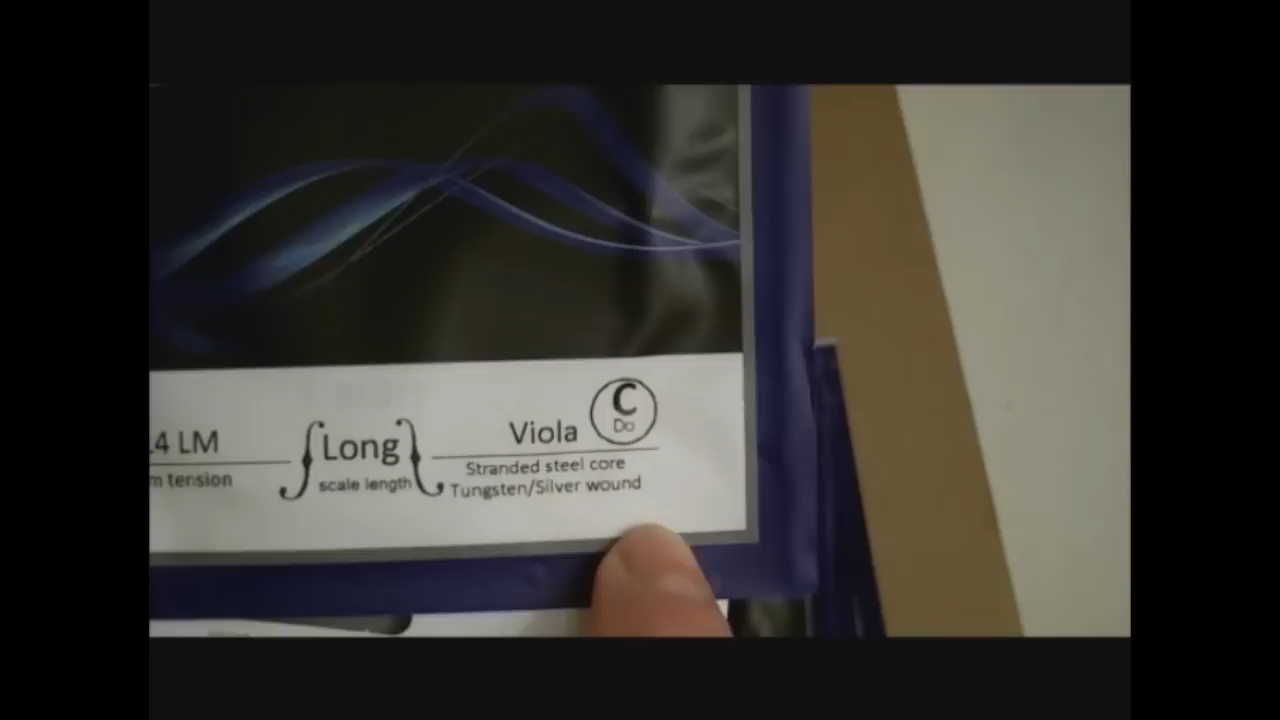 .4 LM
m tension
Long
scale length
Viola
C
Do
Stranded steel core
Tungsten/Silver wound